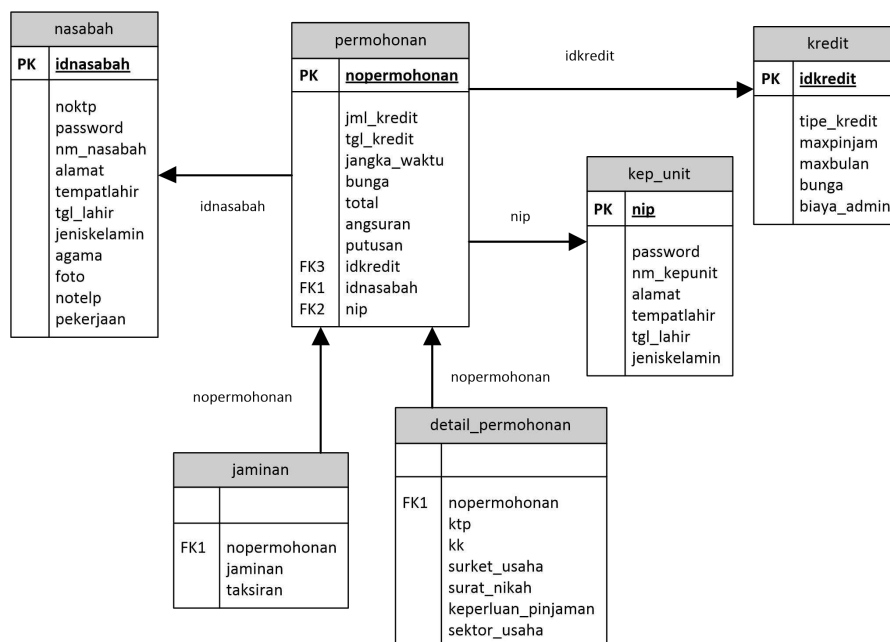 nasabah
PK idnasabah
noktp
password
nm_nasabah
alamat
tempatlahir
tgl_lahir
jeniskelamin
agama
foto
notelp
pekerjaan
idnasabah
permohonan
PK nopermohonan
jml_kredit
tgl_kredit
jangka_waktu
bunga
total
angsuran
putusan
FK3 idkredit
FK1 idnasabah
FK2 nip
idkredit
kredit
PK idkredit
tipe_kredit
maxpinjam
maxbulan
bunga
biaya_admin
nip
kep_unit
PK nip
password
nm_kepunit
alamat
tempatlahir
tgl_lahir
jeniskelamin
nopermohonan
jaminan
FK1 nopermohonan
jaminan
taksiran
nopermohonan
detail_permohonan
FK1 nopermohonan
ktp
kk
surket_usaha
surat_nikah
keperluan_pinjaman
sektor_usaha